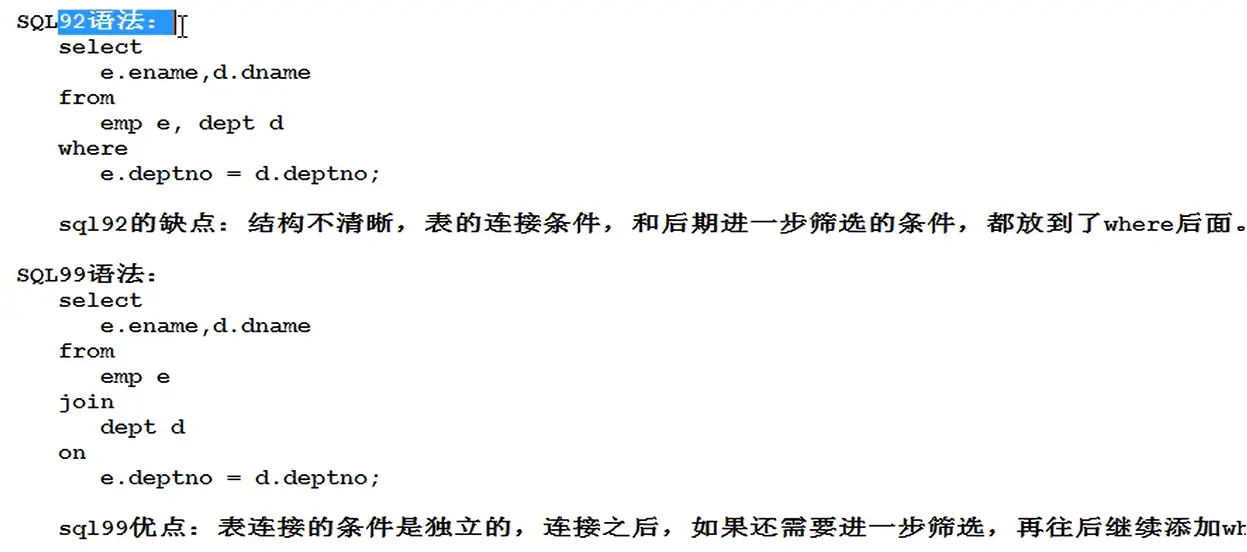 SQL92语法：
select
e.ename,d.dname
from
emp e, dept d
where
e.deptno = d.deptno;
sql92的缺点：结构不清晰，表的连接条件，和后期进一步筛选的条件，都放到了where后面。
SQL99语法：
select
e.ename,d.dname
from
emp e
join
dept d
on
e.deptno = d.deptno;
sql99优点：表连接的条件是独立的，连接之后，如果还需要进一步筛选，再往后继续添加wh